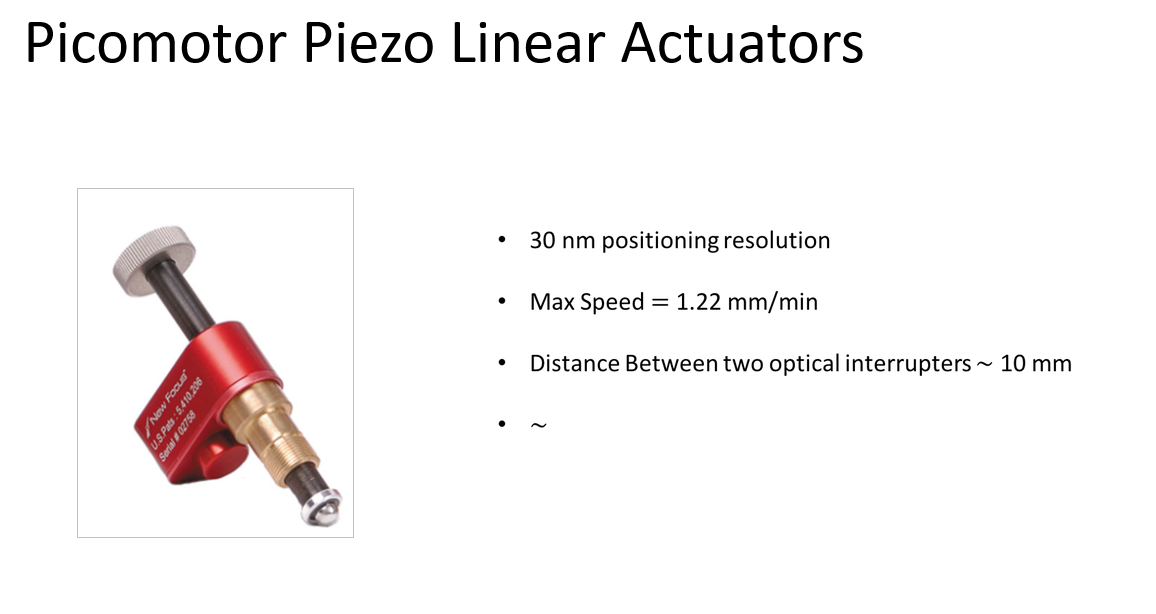 Picomotor Piezo Linear Actuators
New Focus
U.S.Pats : 5,410,206
Serial # 02758
• 30 nm positioning resolution
• Max Speed = 1.22 mm/min
• Distance Between two optical interrupters ~ 10 mm
• ~